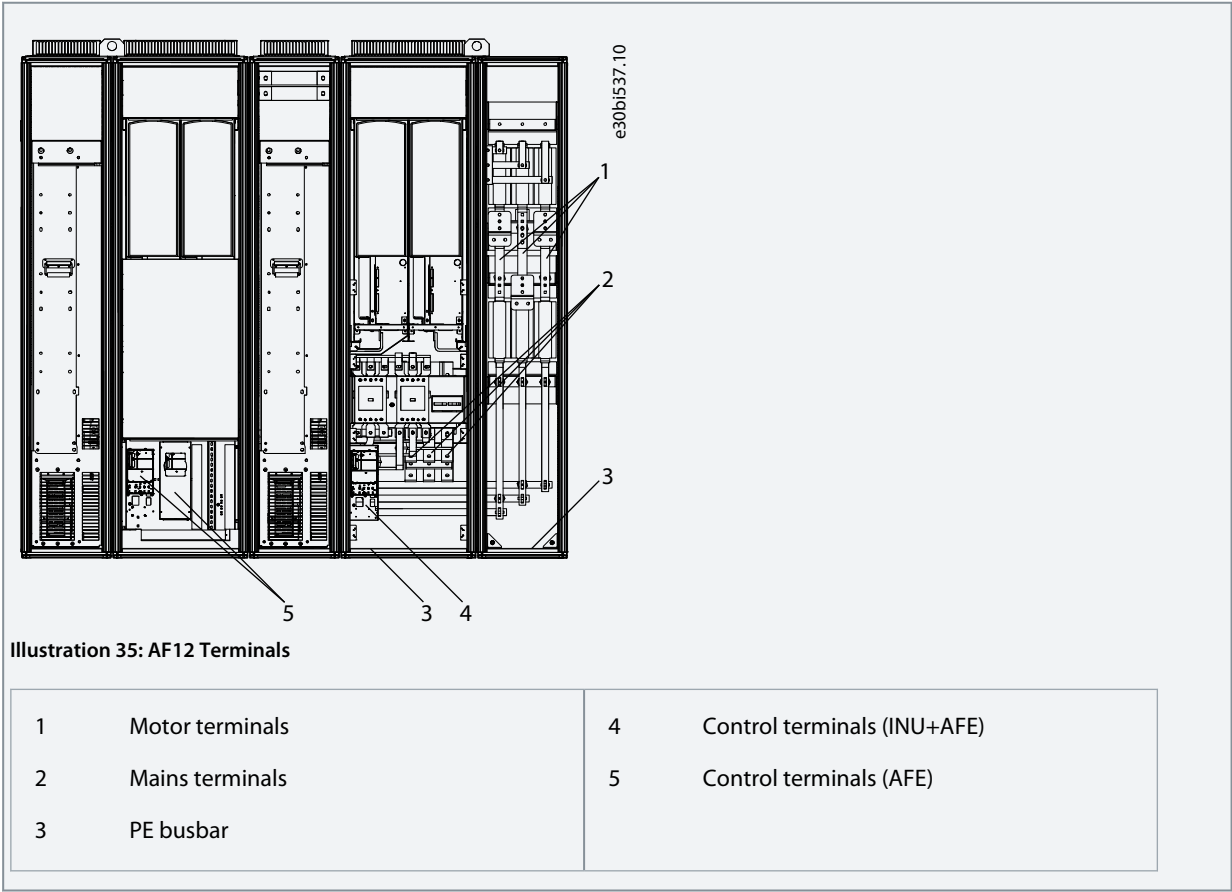 e30bi537.10
1
2
3
5
3
4
Illustration 35: AF12 Terminals
1 Motor terminals
2 Mains terminals
3 PE busbar
4 Control terminals (INU+AFE)
5 Control terminals (AFE)